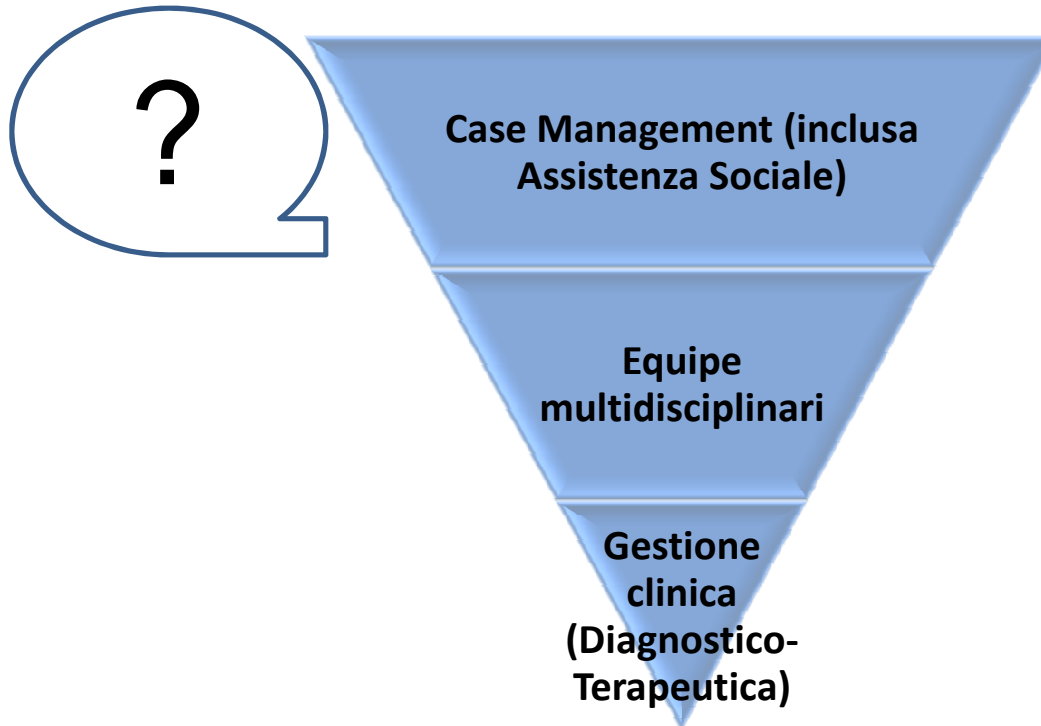 ?
Case Management (inclusa
Assistenza Sociale)
Equipe
multidisciplinari
Gestione
clinica
(Diagnostico-
Terapeutica)